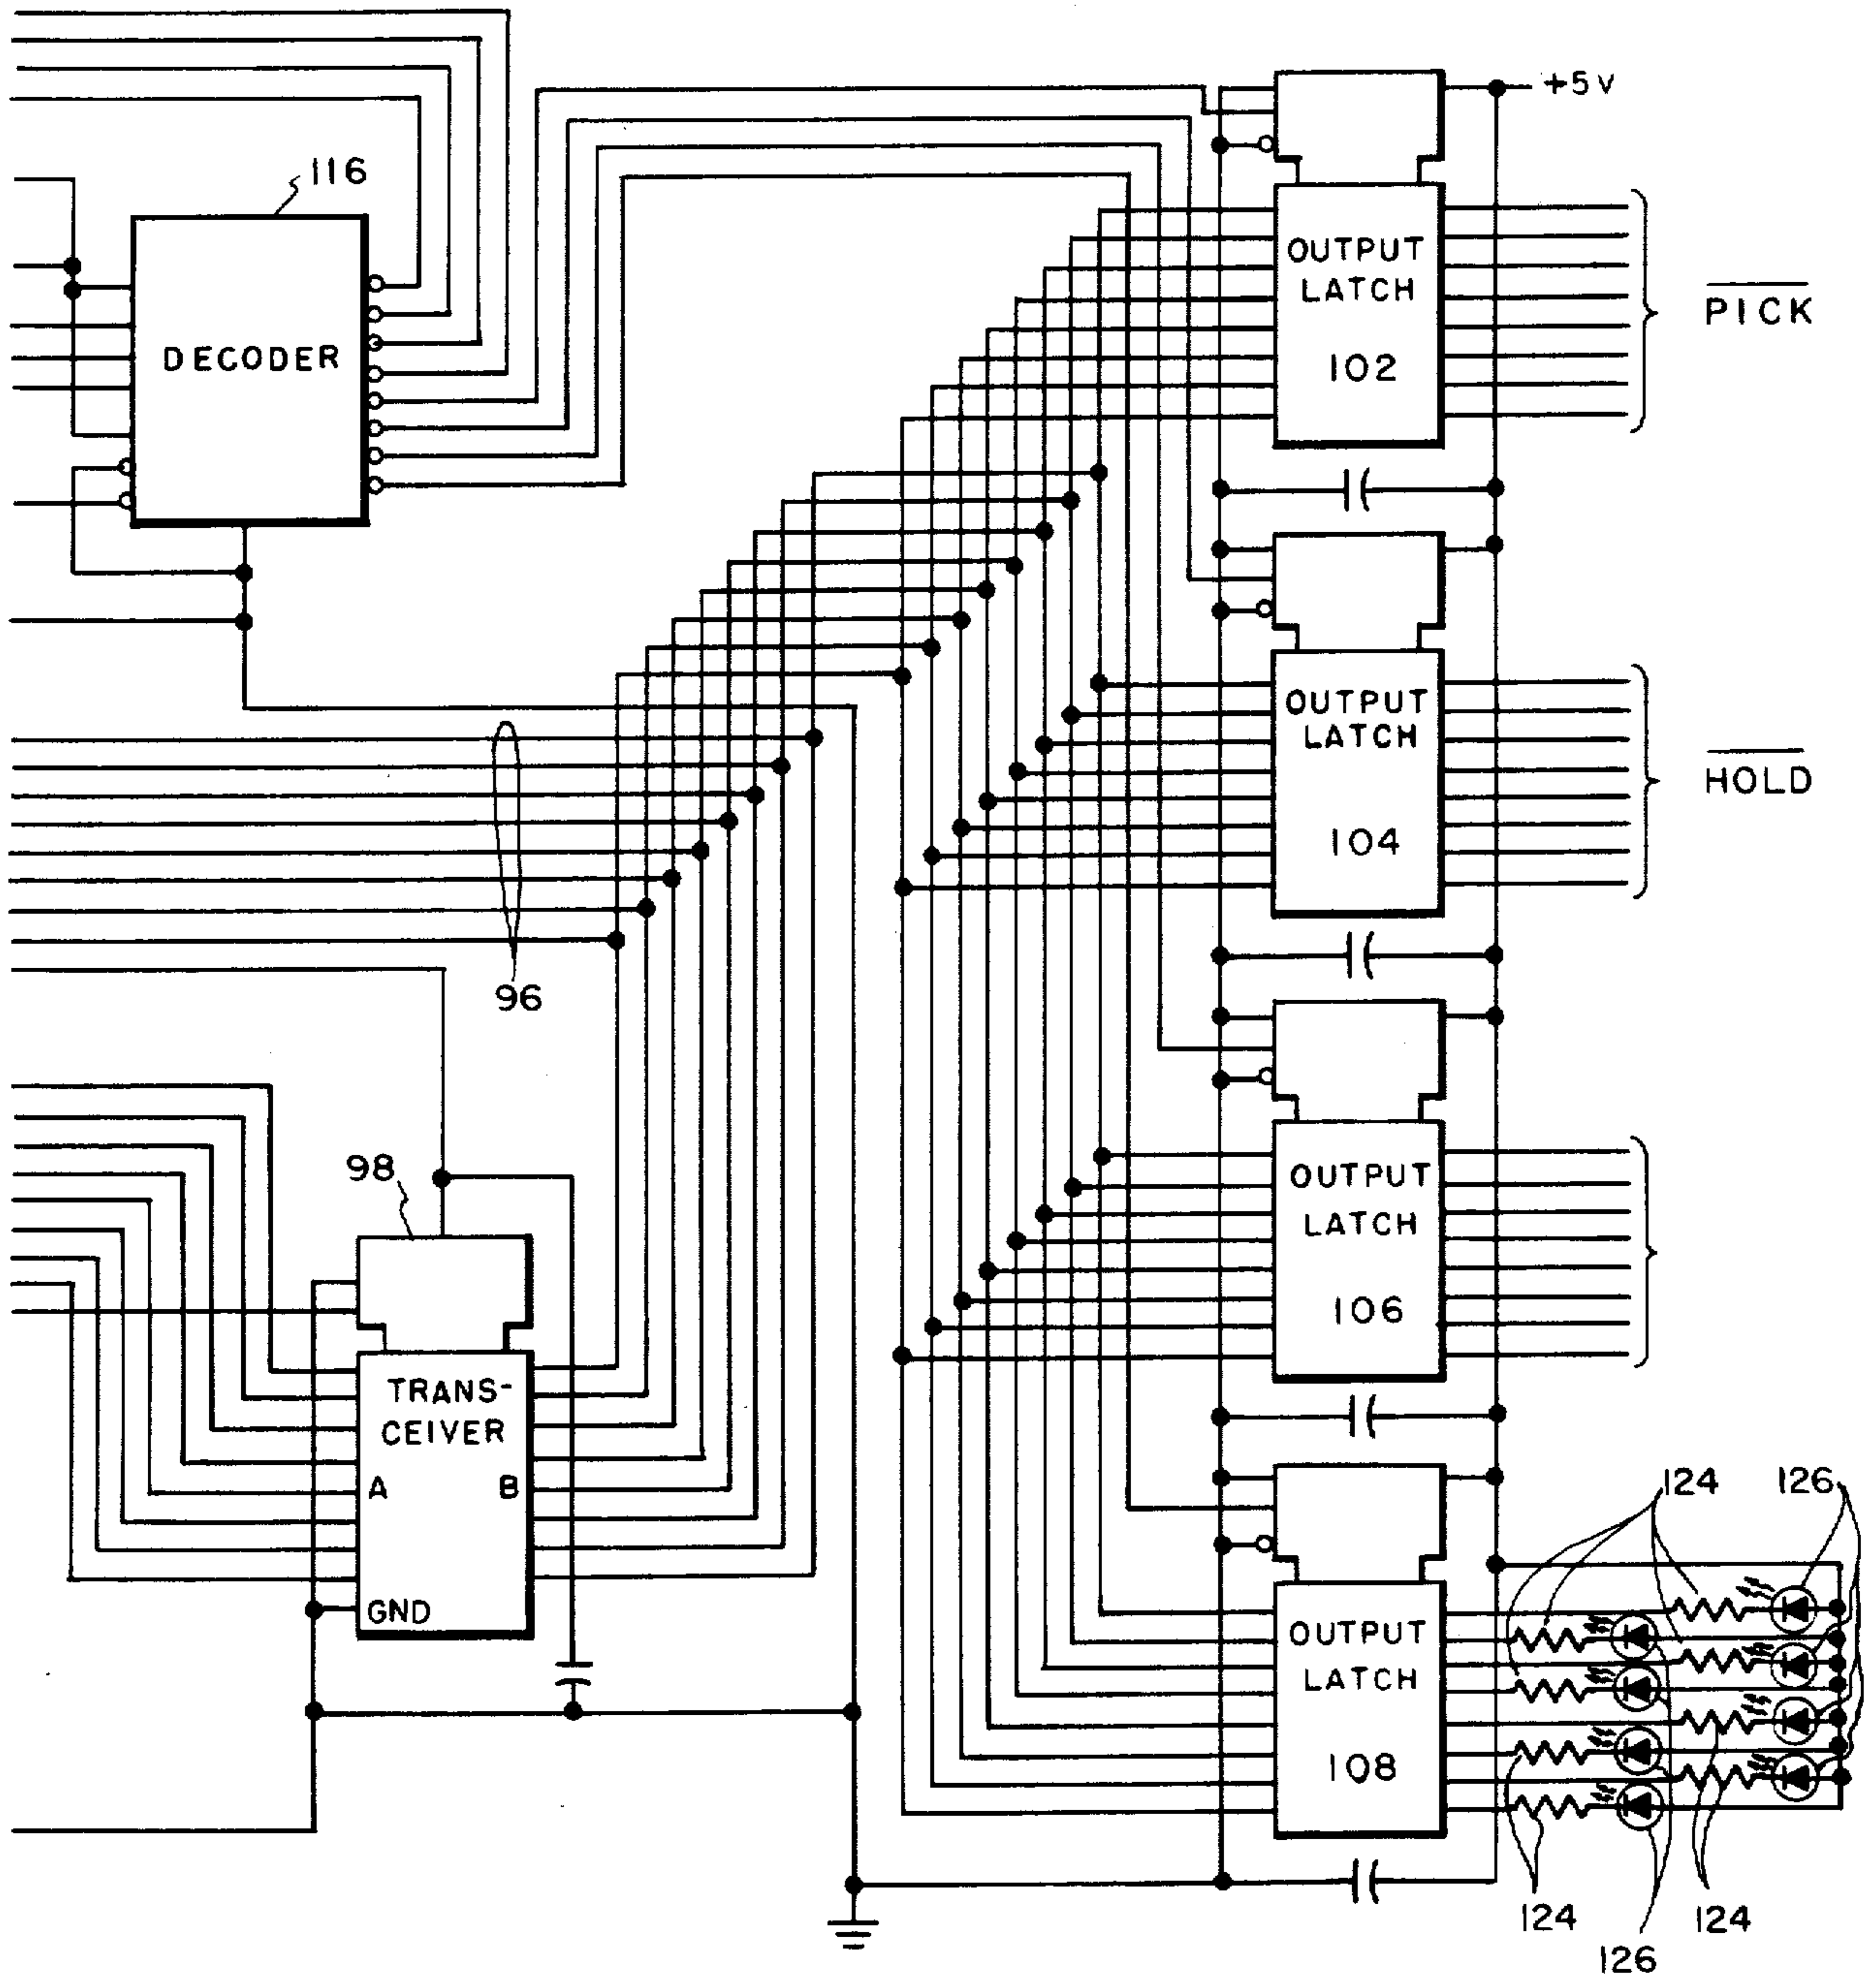 +5V
116
DECODER
OUTPUT
LATCH
102
PICK
OUTPUT
LATCH
104
HOLD
96
OUTPUT
LATCH
106
98
TRANS-
CEIVER
A B
GND
124 126
OUTPUT
LATCH
108
124 124
126